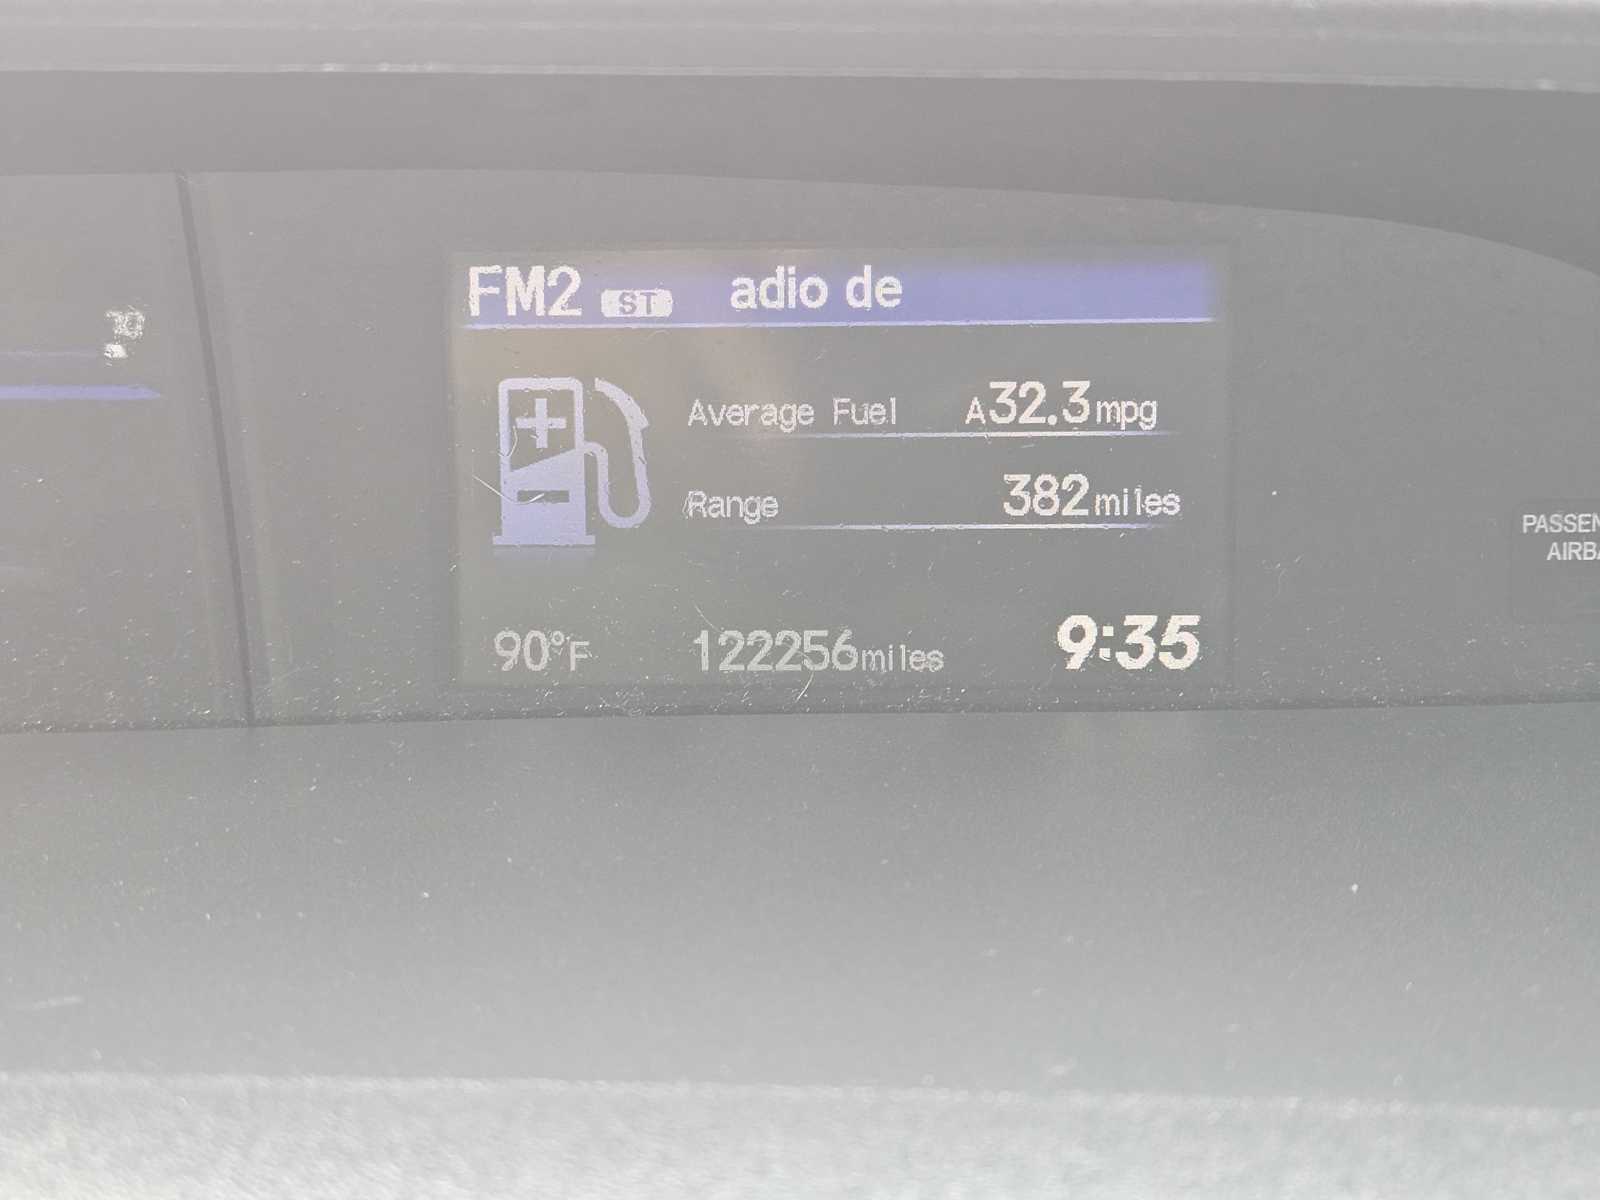 FM2 ST adio de
Average Fuel A32.3mpg
Range 382miles
90°F 122256miles 9:35
PASSEN
AIRBA